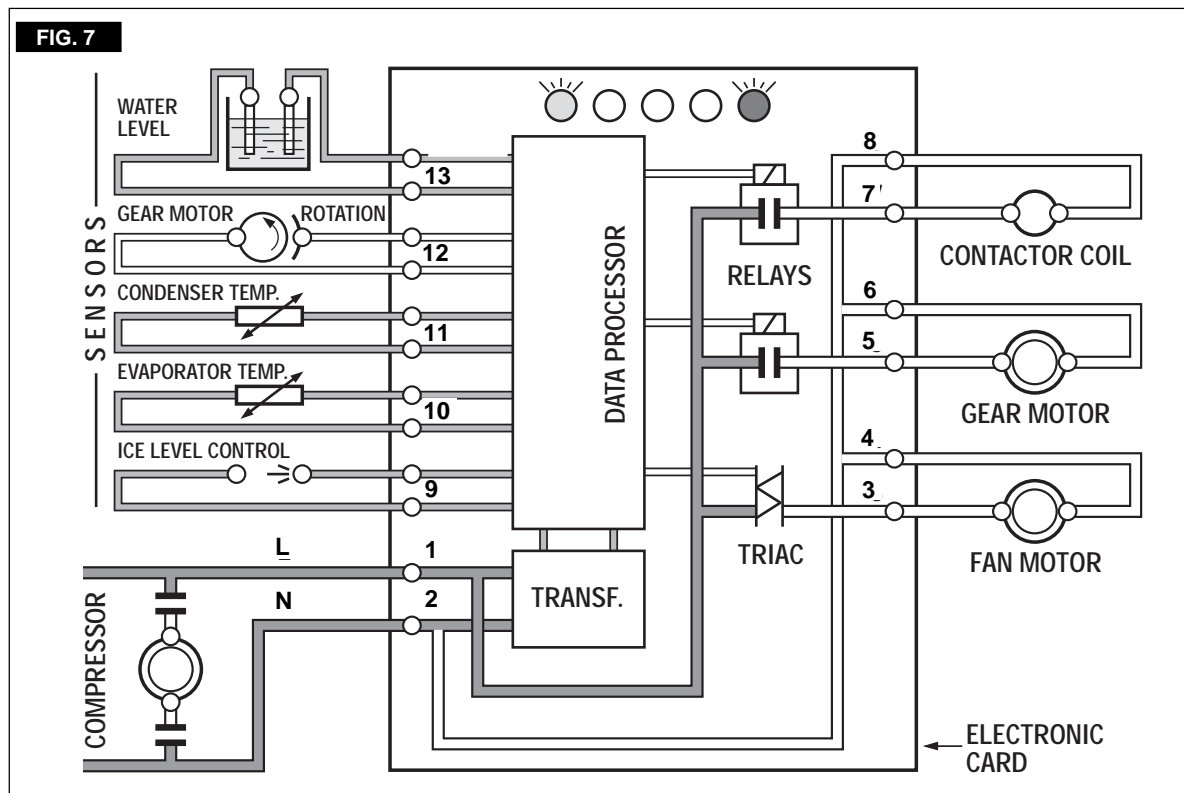 FIG. 7
WATER
LEVEL
13
GEAR MOTOR
ROTATION
12
CONDENSER TEMP.
11
EVAPORATOR TEMP.
10
ICE LEVEL CONTROL
9
SENSORS
L
1
N
2
COMPRESSOR
DATA PROCESSOR
TRANSF.
RELAYS
TRIAC
8
7
CONTACTOR COIL
6
5
GEAR MOTOR
4
3
FAN MOTOR
ELECTRONIC
CARD